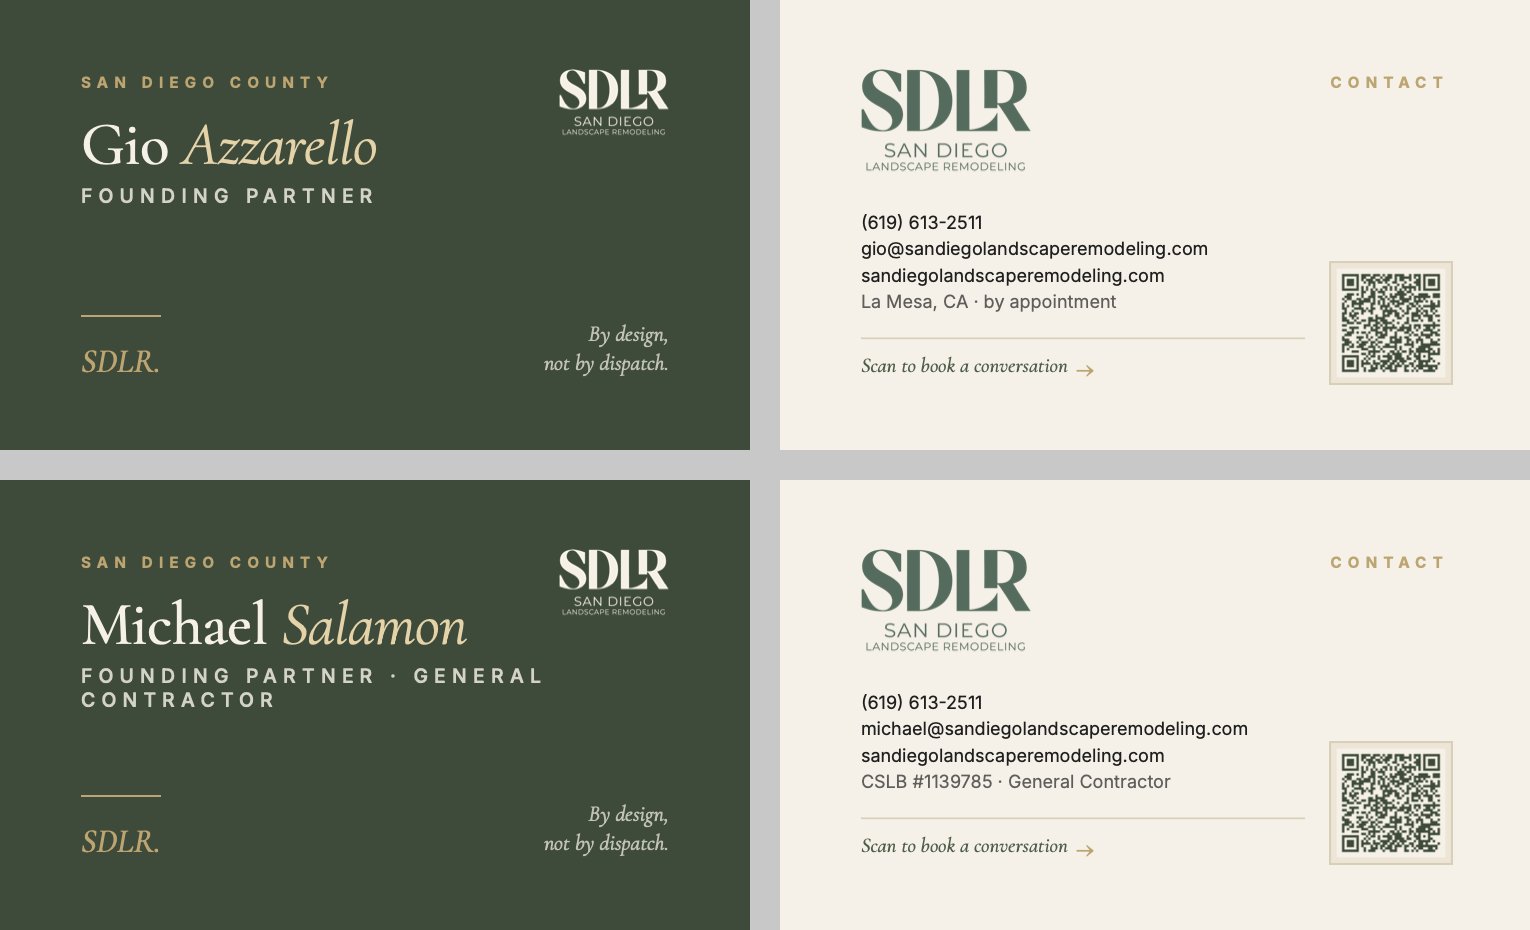 SAN DIEGO COUNTY
Gio Azzarello
FOUNDING PARTNER
SDLR
SAN DIEGO
LANDSCAPE REMODELING
SDLR.
By design,
not by dispatch.
SDLR
SAN DIEGO
LANDSCAPE REMODELING
CONTACT
(619) 613-2511
gio@sandiegolandscaperemodeling.com
sandiegolandscaperemodeling.com
La Mesa, CA · by appointment
Scan to book a conversation →
SAN DIEGO COUNTY
Michael Salamon
FOUNDING PARTNER · GENERAL
CONTRACTOR
SDLR
SAN DIEGO
LANDSCAPE REMODELING
SDLR.
By design,
not by dispatch.
SDLR
SAN DIEGO
LANDSCAPE REMODELING
CONTACT
(619) 613-2511
michael@sandiegolandscaperemodeling.com
sandiegolandscaperemodeling.com
CSLB #1139785 · General Contractor
Scan to book a conversation →